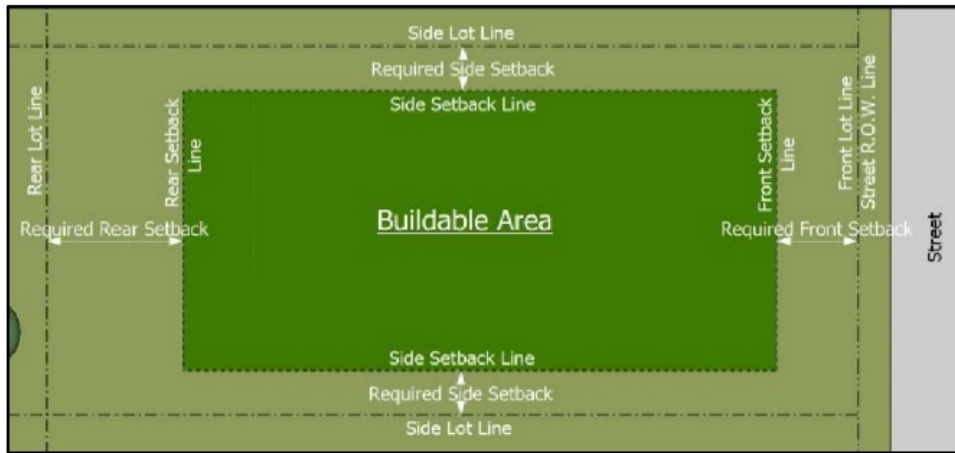 Side Lot Line
Required Side Setback
Side Setback Line
Rear Lot Line
Rear Setback
Line
Front Setback
Line
Front Lot Line
Street R.O.W. Line
Buildable Area
Required Rear Setback
Required Front Setback
Street
Side Setback Line
Required Side Setback
Side Lot Line